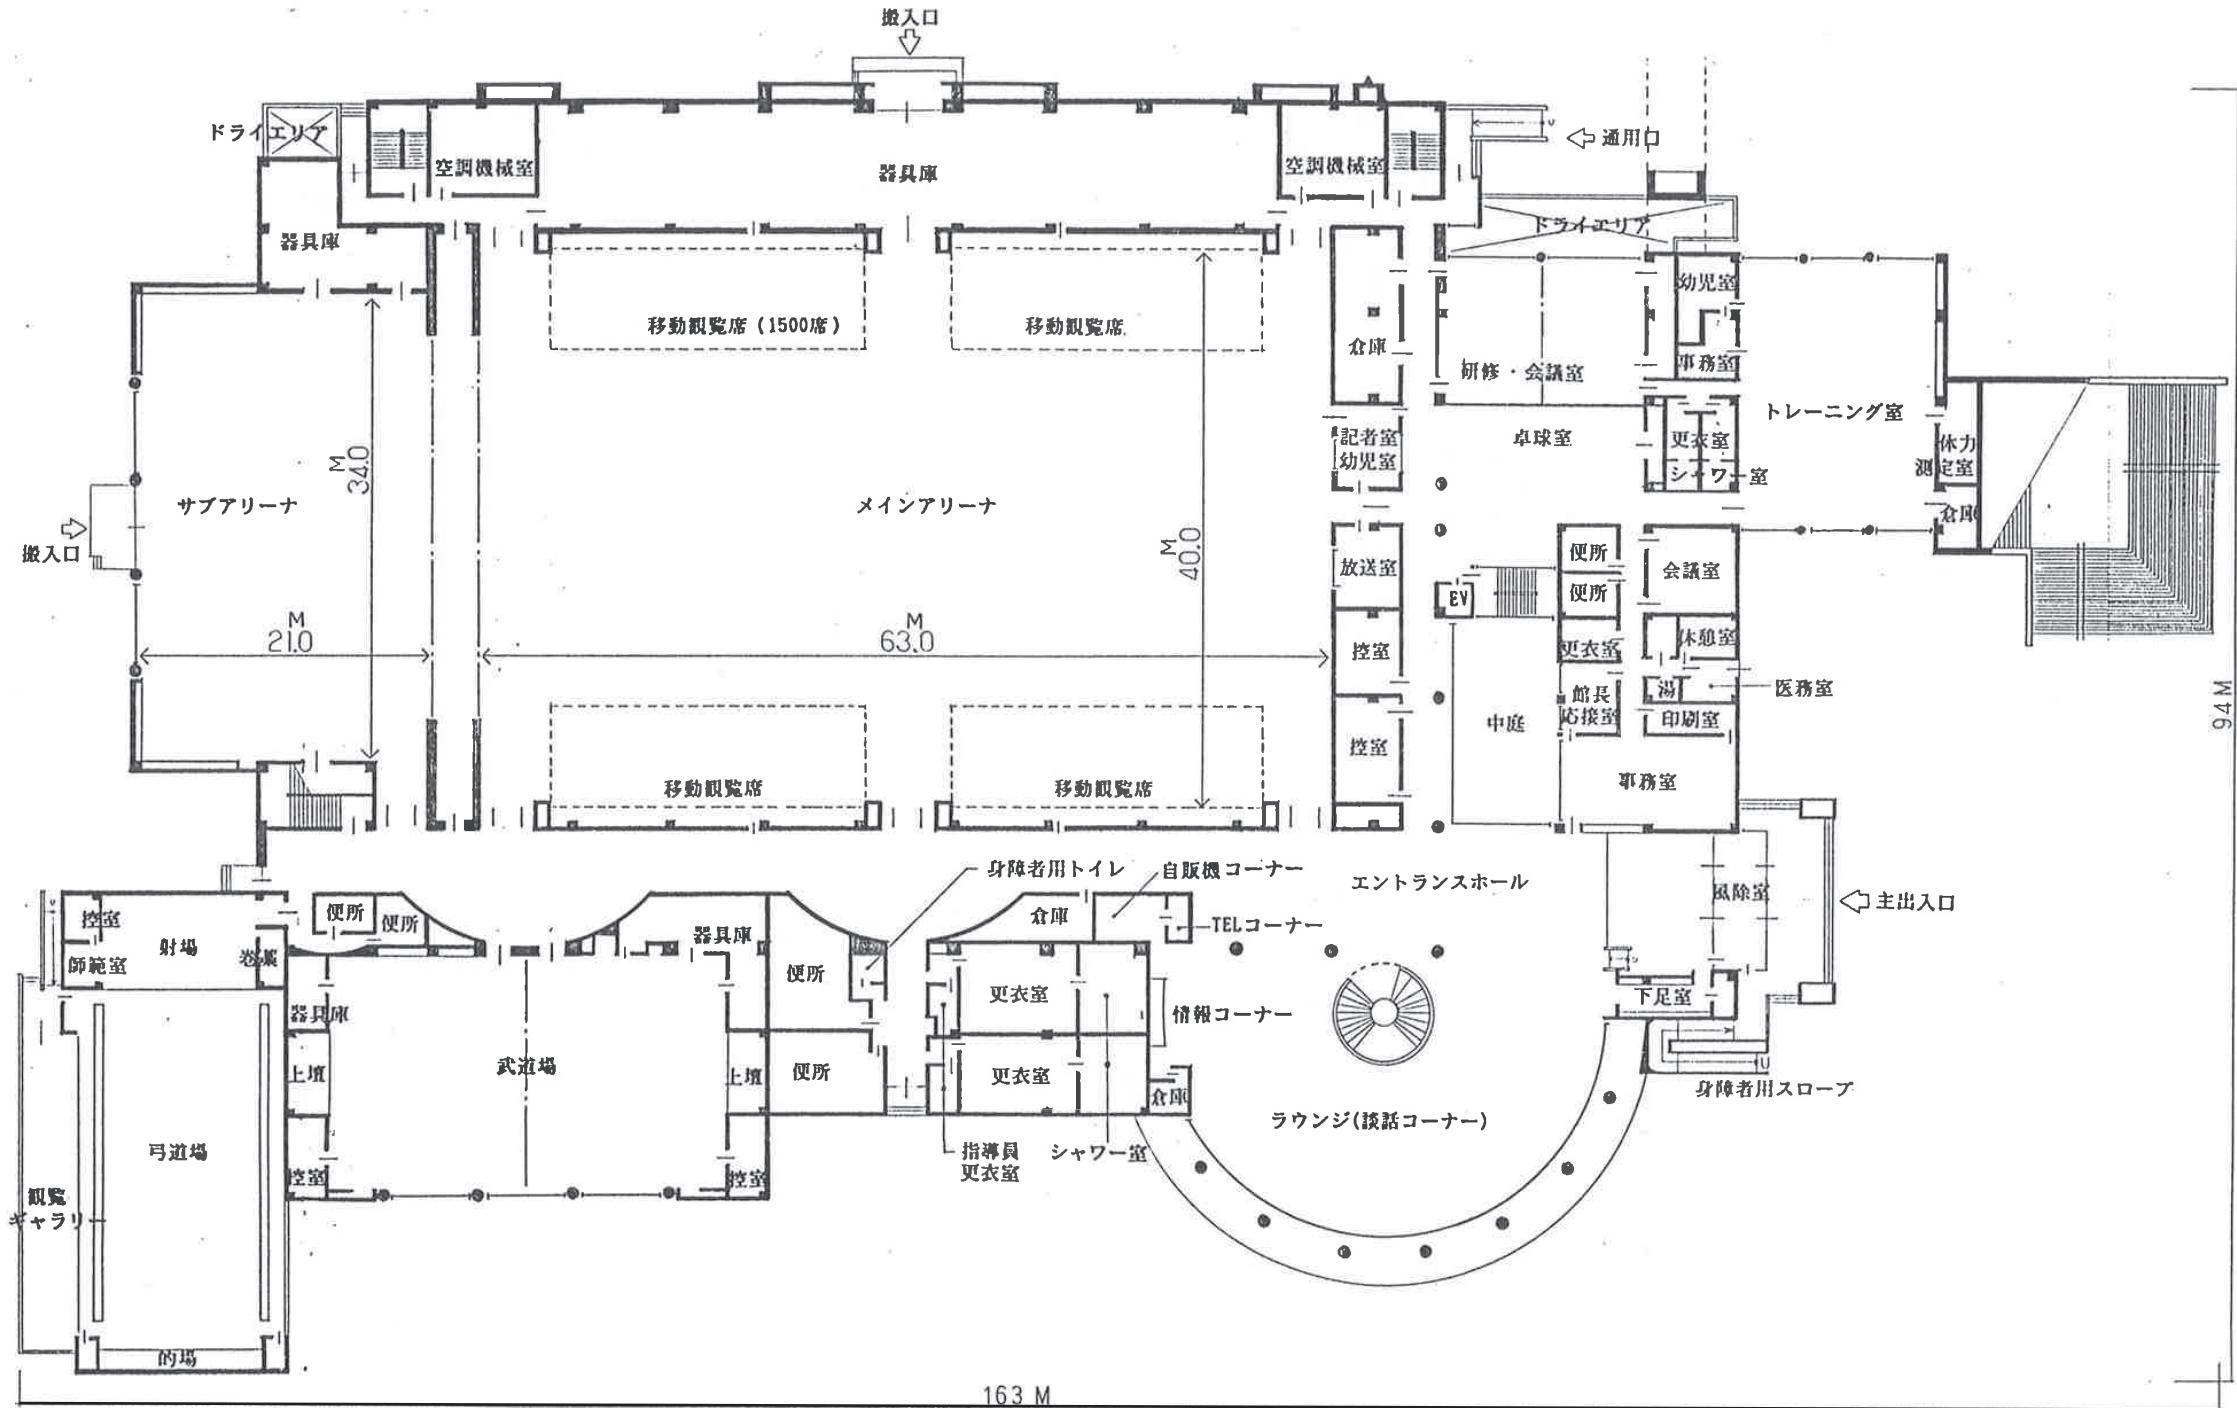 搬入口
ドライエリア
空調機械室
器具庫
空調機械室
通用口
ドライエリア
器具庫
幼児室
移動観覧席(1500席)
移動観覧席
倉庫
研修・会議室
事務室
トレーニング室
記者室
幼児室
卓球室
更衣室
シャワー室
体力
測定室
倉庫
サブアリーナ
M
34.0
メインアリーナ
M
40.0
搬入口
放送室
便所
便所
会議室
EV
M
21.0
M
63.0
控室
更衣室
休憩室
湯
医務室
館長
応接室
印刷室
94M
中庭
控室
移動観覧席
移動観覧席
事務室
身障者用トイレ
自販機コーナー
エントランスホール
風除室
主出入口
控室
射場
便所
便所
器具庫
倉庫
TELコーナー
師範室
巻藁
便所
更衣室
下足室
器具庫
情報コーナー
上壇
武道場
上壇
便所
更衣室
倉庫
身障者用スロープ
弓道場
ラウンジ(談話コーナー)
指導員
更衣室
シャワー室
控室
控室
観覧
ギャラリー
的場
163 M